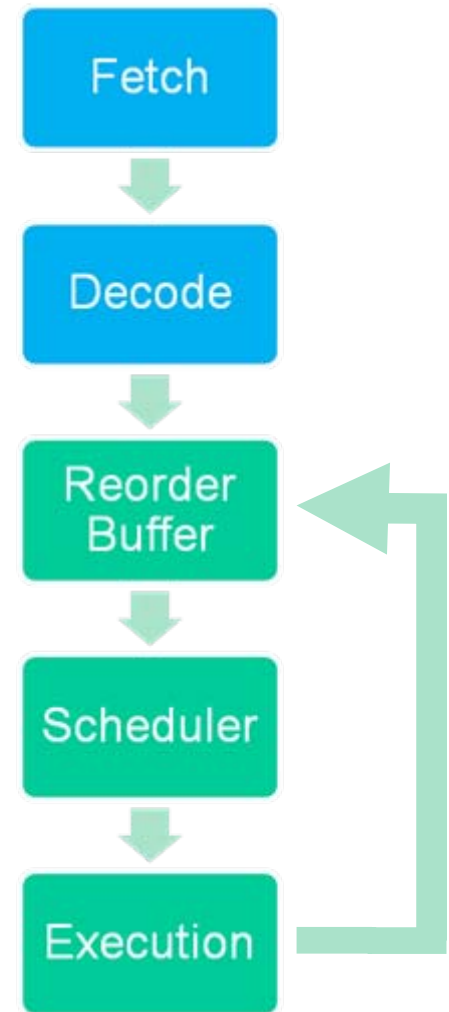 Fetch
Decode
Reorder
Buffer
Scheduler
Execution